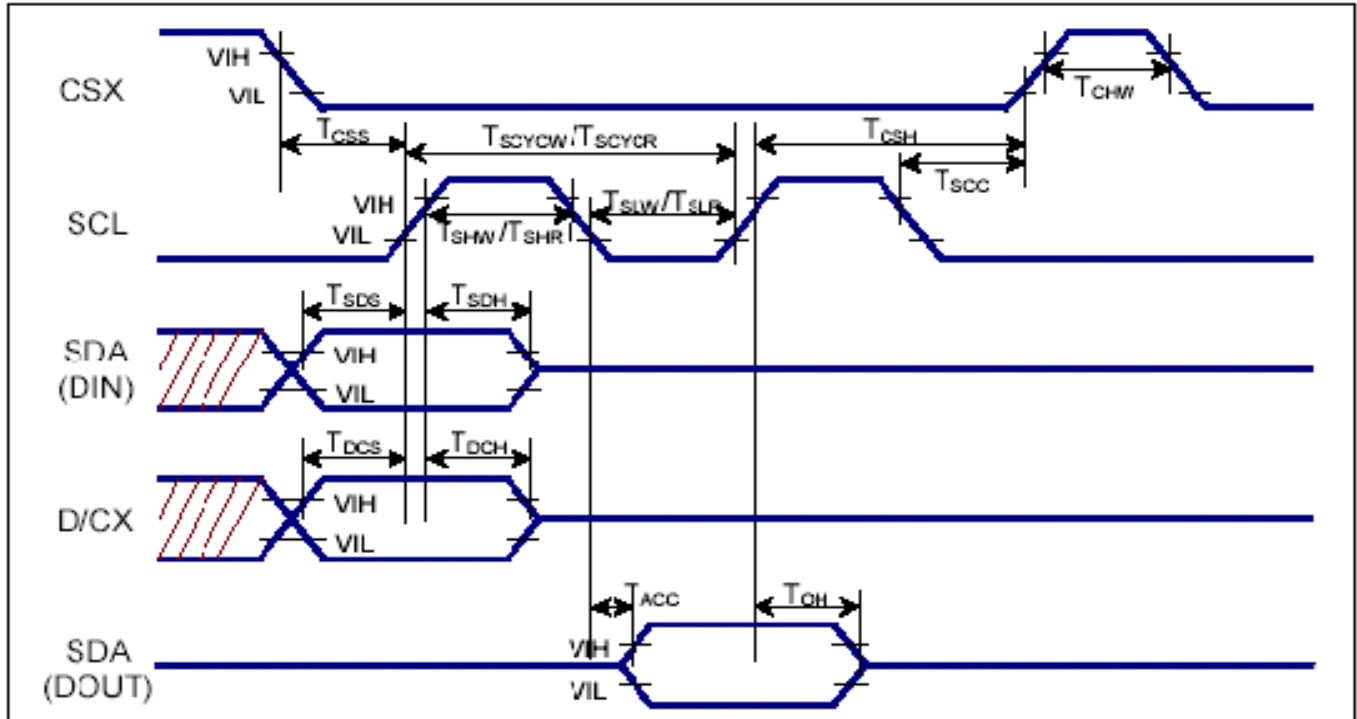 CSX
VIH
VIL
TCSS
TSCYCW/TSCYCR
TCSH
TCHW
TSCC
SCL
VIH
VIL
TSHW/TSHR
TSLW/TSLR
SDA
(DIN)
TSDS
TSDH
VIH
VIL
D/CX
TDCS
TDCH
VIH
VIL
SDA
(DOUT)
TACC
TOH
VIH
VIL